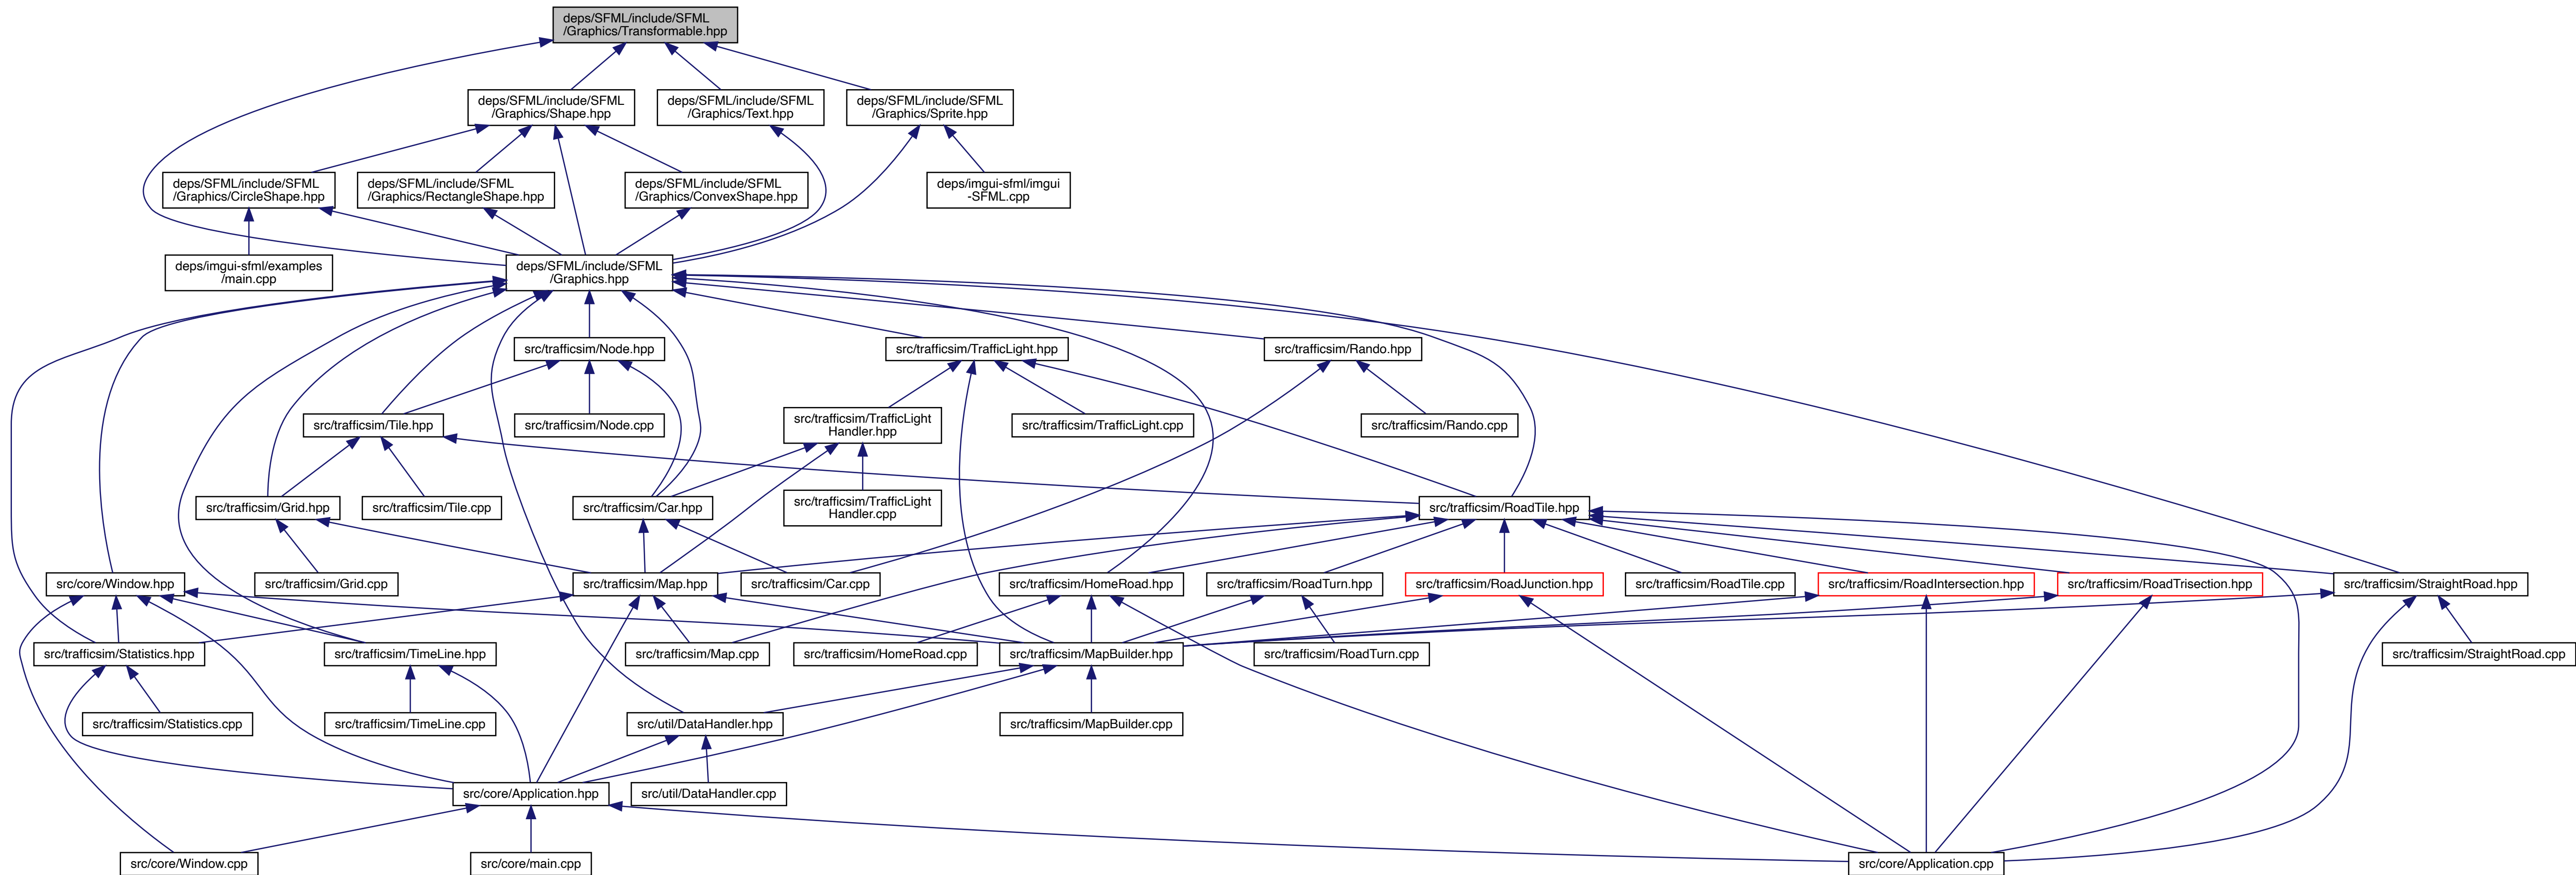 deps/SFML/include/SFML
/Graphics/Transformable.hpp
deps/SFML/include/SFML
/Graphics/Shape.hpp
deps/SFML/include/SFML
/Graphics/Text.hpp
deps/SFML/include/SFML
/Graphics/Sprite.hpp
deps/SFML/include/SFML
/Graphics/CircleShape.hpp
deps/SFML/include/SFML
/Graphics/RectangleShape.hpp
deps/SFML/include/SFML
/Graphics/ConvexShape.hpp
deps/imgui-sfml/imgui
-SFML.cpp
deps/imgui-sfml/examples
/main.cpp
deps/SFML/include/SFML
/Graphics.hpp
src/trafficsim/Node.hpp
src/trafficsim/TrafficLight.hpp
src/trafficsim/Rando.hpp
src/trafficsim/Tile.hpp
src/trafficsim/Node.cpp
src/trafficsim/TrafficLight
Handler.hpp
src/trafficsim/TrafficLight.cpp
src/trafficsim/Rando.cpp
src/trafficsim/Grid.hpp
src/trafficsim/Tile.cpp
src/trafficsim/Car.hpp
src/trafficsim/TrafficLight
Handler.cpp
src/trafficsim/RoadTile.hpp
src/core/Window.hpp
src/trafficsim/Grid.cpp
src/trafficsim/Map.hpp
src/trafficsim/Car.cpp
src/trafficsim/HomeRoad.hpp
src/trafficsim/RoadTurn.hpp
src/trafficsim/RoadJunction.hpp
src/trafficsim/RoadTile.cpp
src/trafficsim/RoadIntersection.hpp
src/trafficsim/RoadTrisection.hpp
src/trafficsim/StraightRoad.hpp
src/trafficsim/Statistics.hpp
src/trafficsim/TimeLine.hpp
src/trafficsim/Map.cpp
src/trafficsim/HomeRoad.cpp
src/trafficsim/MapBuilder.hpp
src/trafficsim/RoadTurn.cpp
src/trafficsim/StraightRoad.cpp
src/trafficsim/Statistics.cpp
src/trafficsim/TimeLine.cpp
src/util/DataHandler.hpp
src/trafficsim/MapBuilder.cpp
src/core/Application.hpp
src/util/DataHandler.cpp
src/core/Window.cpp
src/core/main.cpp
src/core/Application.cpp